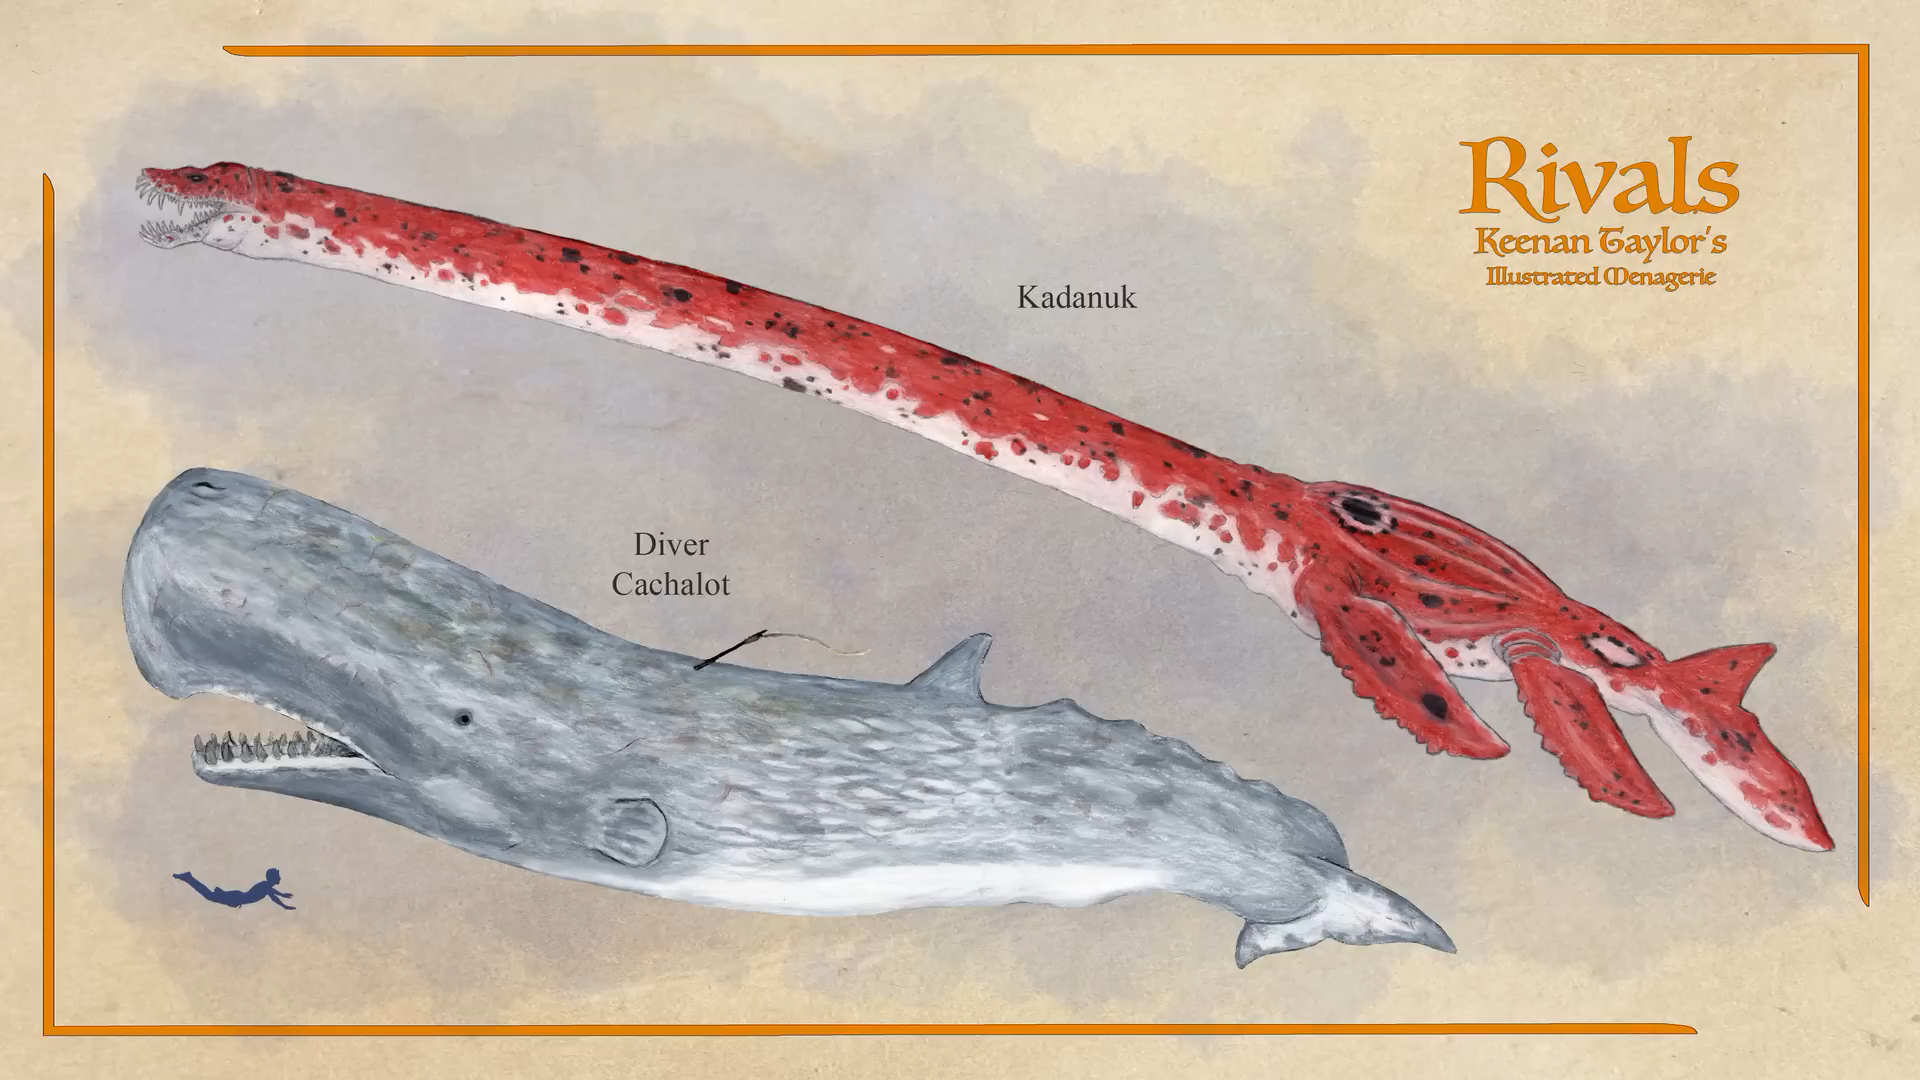 Rivals
Keenan Taylor's
Illustrated Menagerie
Kadanuk
Diver
Cachalot